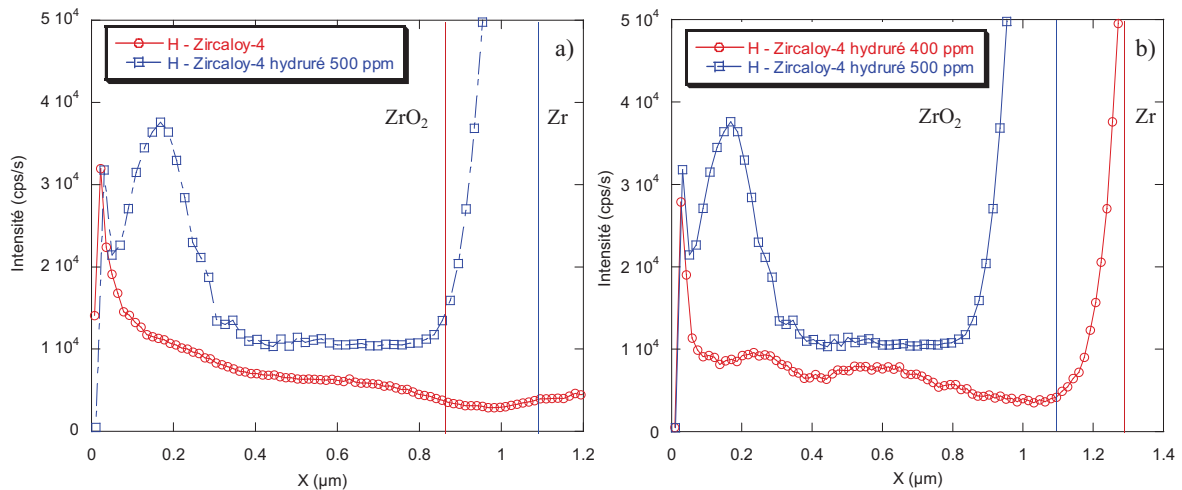 5 10⁴
4 10⁴
3 10⁴
2 10⁴
1 10⁴
0
Intensité (cps/s)
H - Zircaloy-4
H - Zircaloy-4 hydruré 500 ppm
a)
ZrO₂
Zr
0
0.2
0.4
0.6
0.8
1
1.2
X (µm)
5 10⁴
4 10⁴
3 10⁴
2 10⁴
1 10⁴
0
Intensité (cps/s)
H - Zircaloy-4 hydruré 400 ppm
H - Zircaloy-4 hydruré 500 ppm
b)
ZrO₂
Zr
0
0.2
0.4
0.6
0.8
1
1.2
1.4
X (µm)